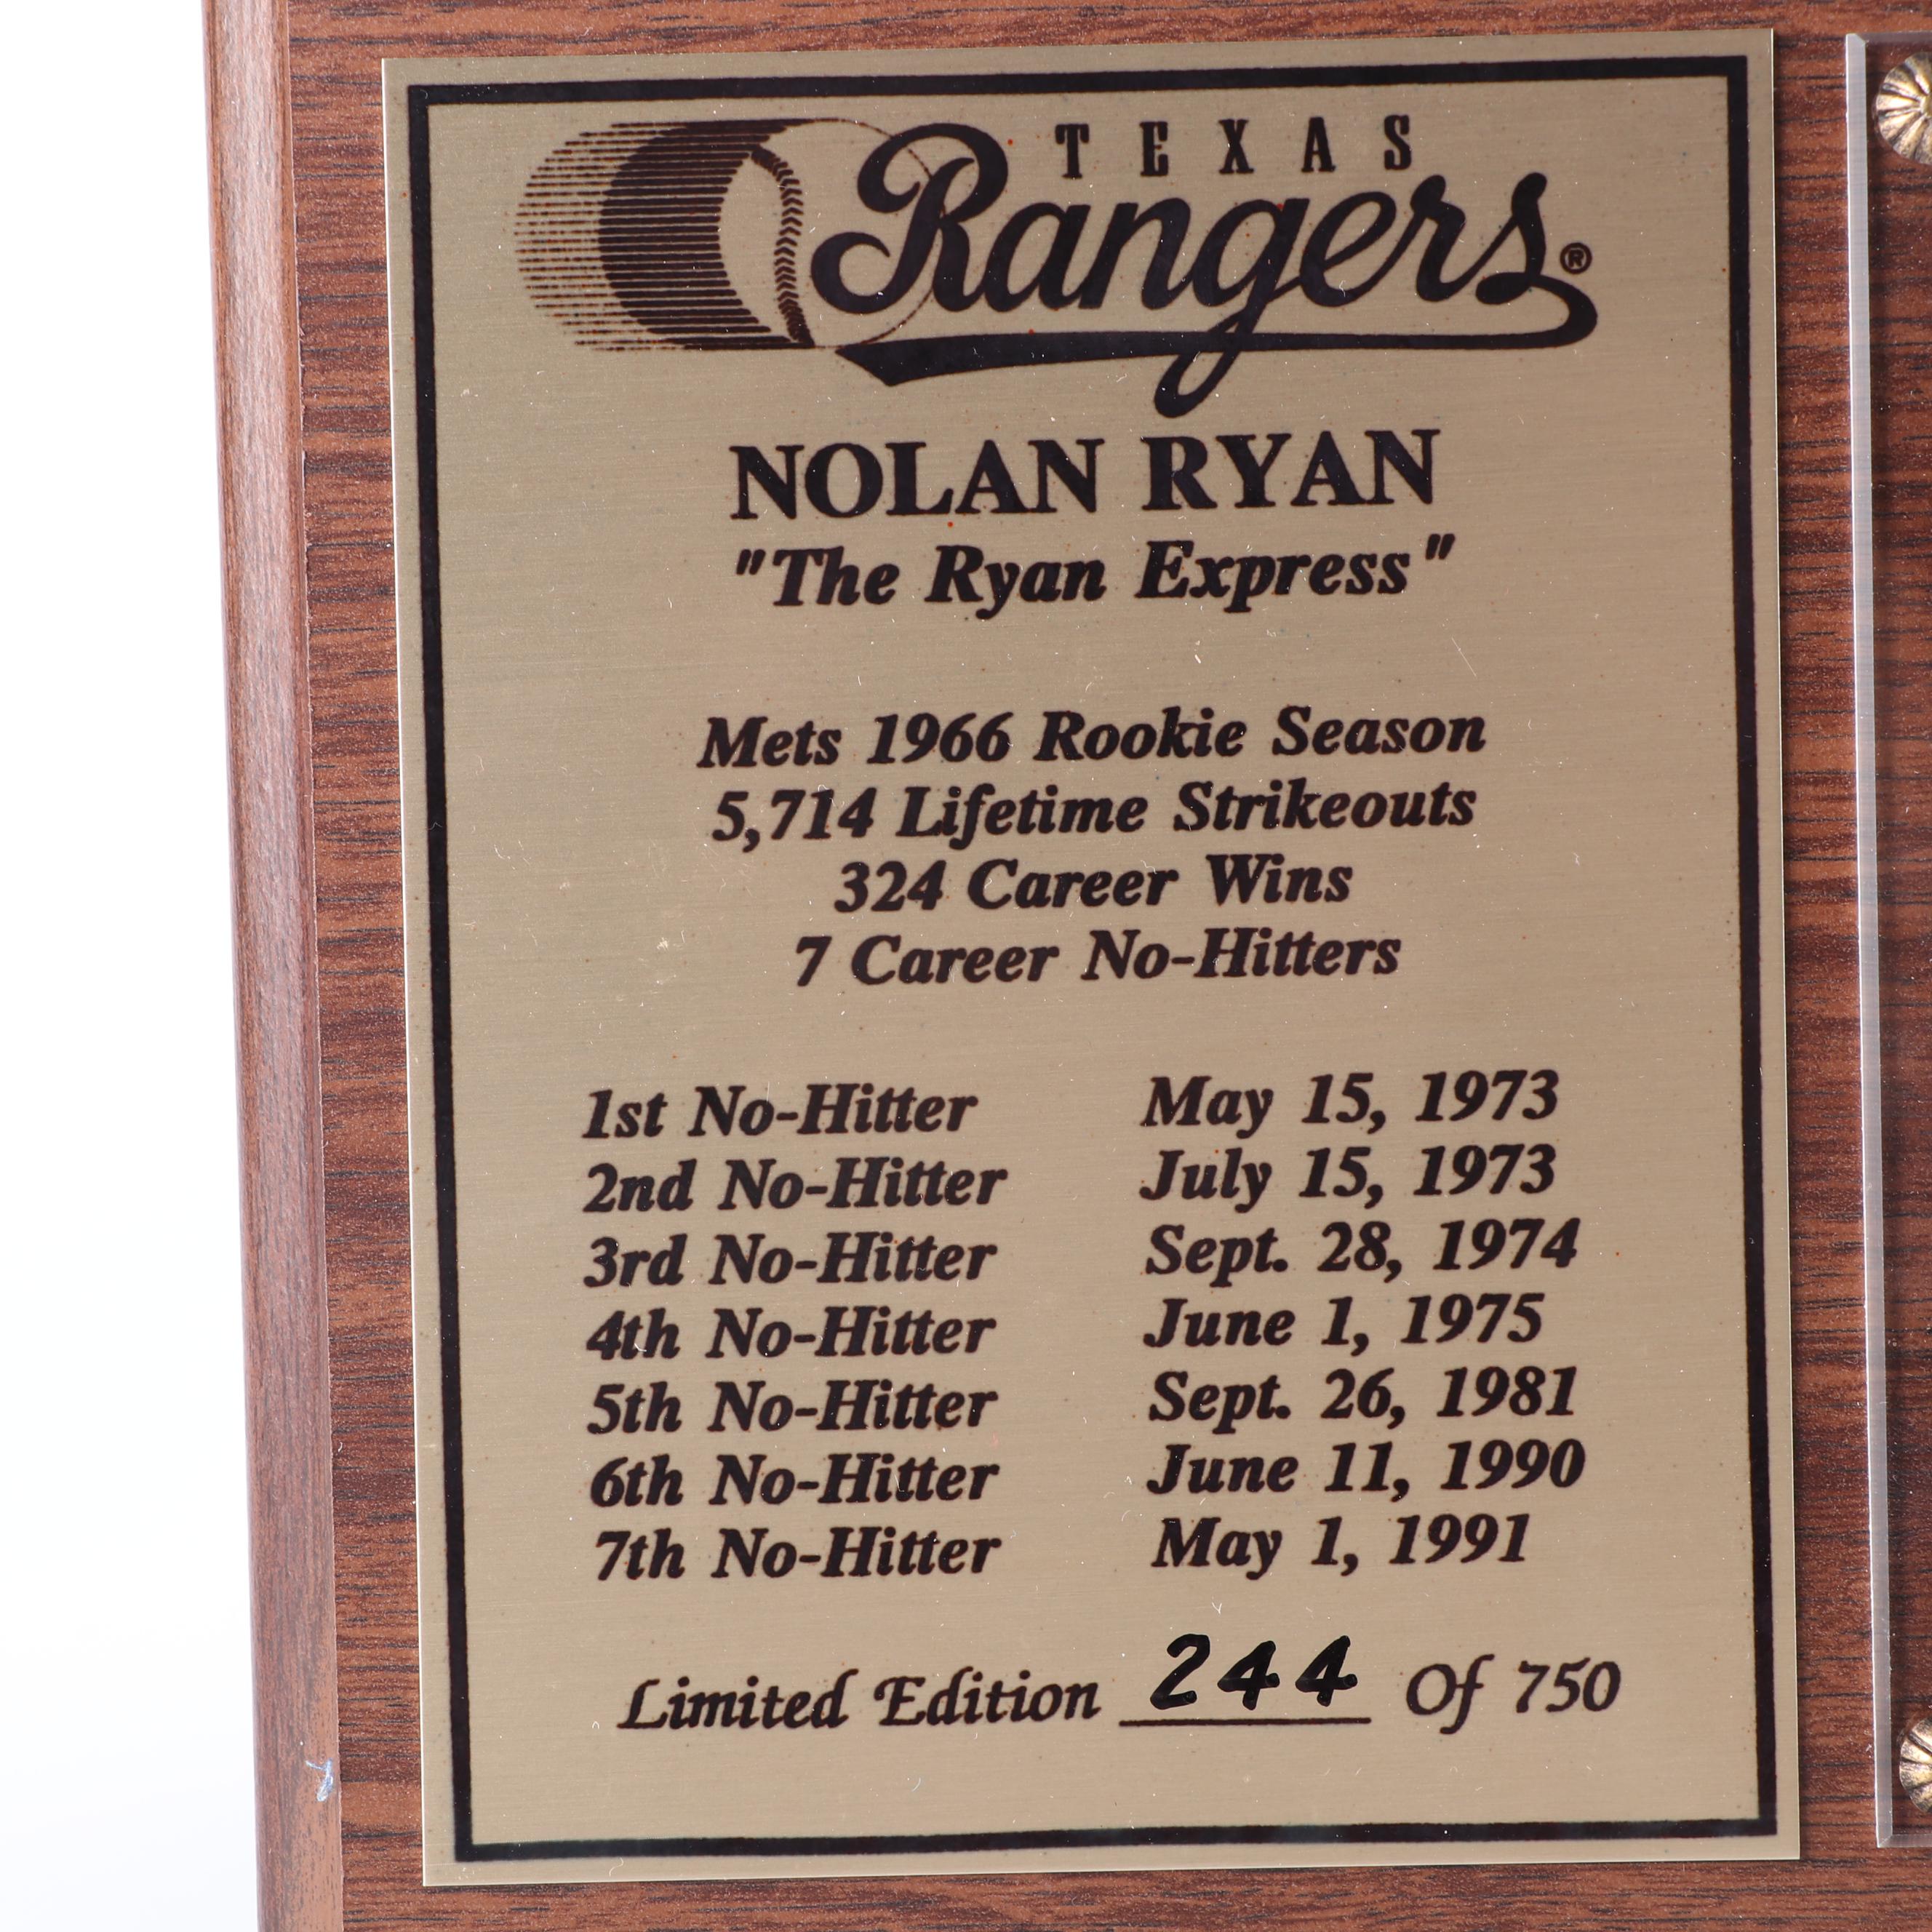 TEXAS
Rangers®
NOLAN RYAN
"The Ryan Express"
Mets 1966 Rookie Season
5,714 Lifetime Strikeouts
324 Career Wins
7 Career No-Hitters
1st No-Hitter May 15, 1973
2nd No-Hitter July 15, 1973
3rd No-Hitter Sept. 28, 1974
4th No-Hitter June 1, 1975
5th No-Hitter Sept. 26, 1981
6th No-Hitter June 11, 1990
7th No-Hitter May 1, 1991
Limited Edition 244 Of 750